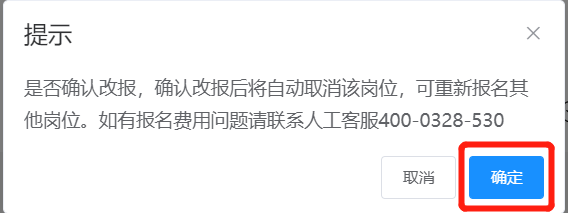 提示
是否确认改报，确认改报后将自动取消该岗位，可重新报名其
他岗位。如有报名费用问题请联系人工客服400-0328-530
取消
确定